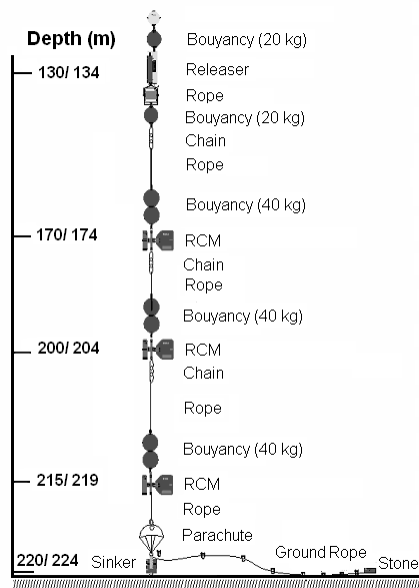 Depth (m)
Bouyancy (20 kg)
130/ 134
Releaser
Rope
Bouyancy (20 kg)
Chain
Rope
Bouyancy (40 kg)
170/ 174
RCM
Chain
Rope
Bouyancy (40 kg)
200/ 204
RCM
Chain
Rope
Bouyancy (40 kg)
215/ 219
RCM
Rope
Parachute
220/ 224
Sinker
Ground Rope
Stone